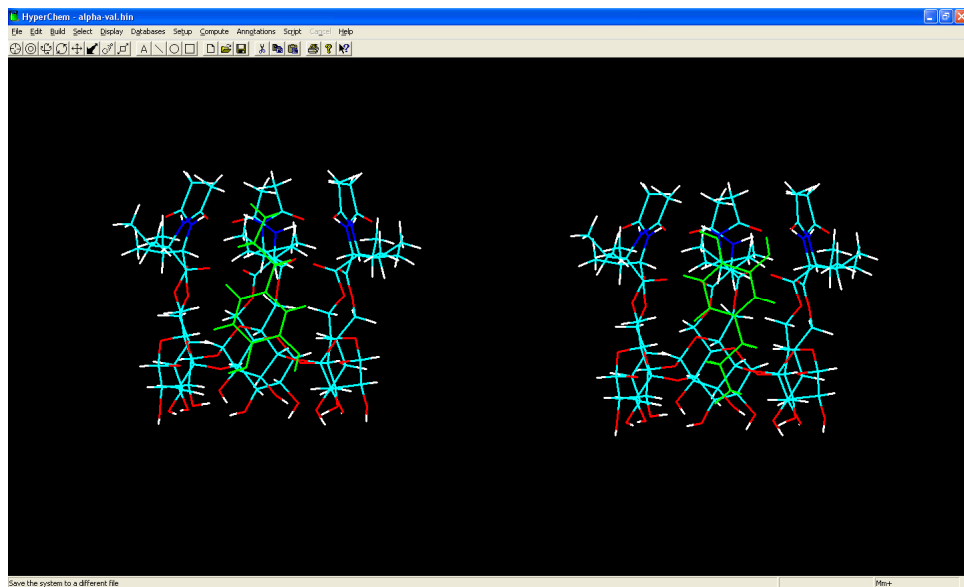 HyperChem - alpha-val.hin
File Edit Build Select Display Databases Setup Compute Annotations Script Cancel Help
A
Save the system to a different file Mm+